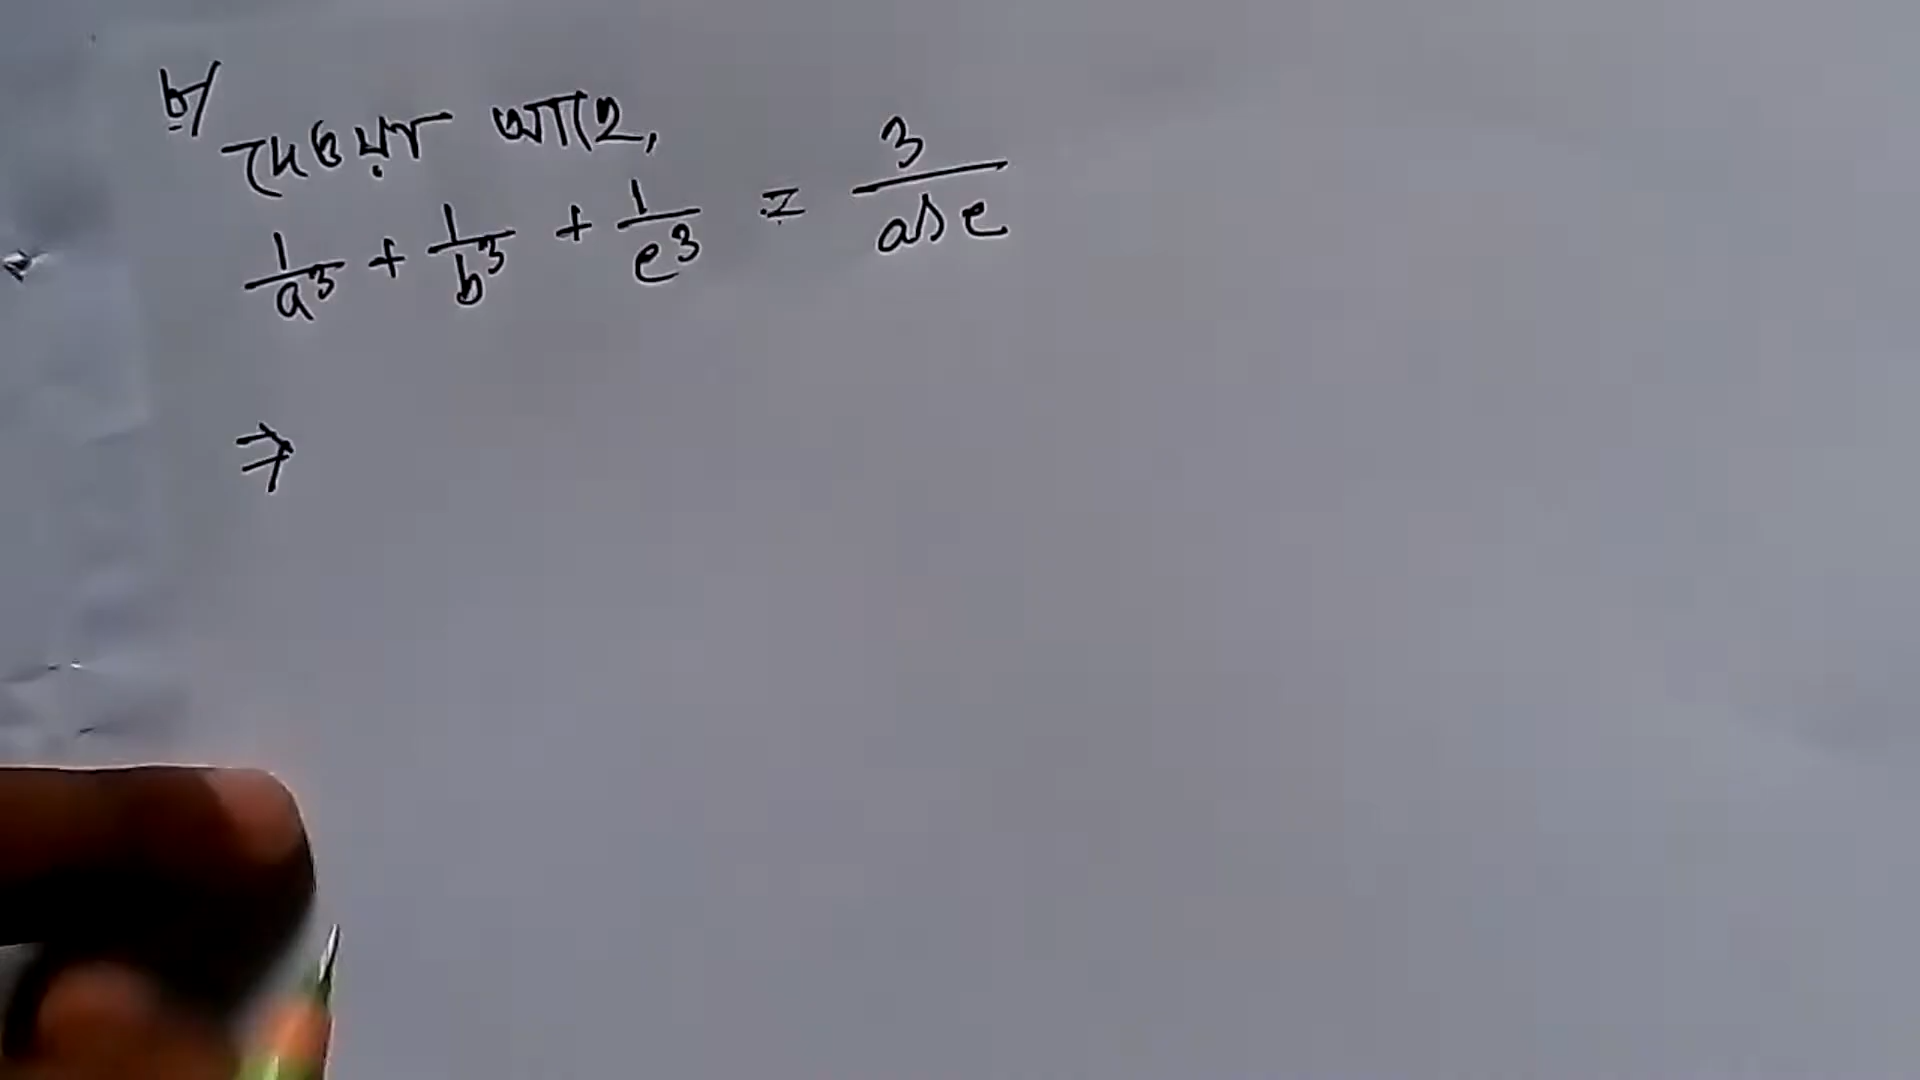 b/
দেওয়া আছে,
1/a³ + 1/b³ + 1/c³ = 3/abc
⇒